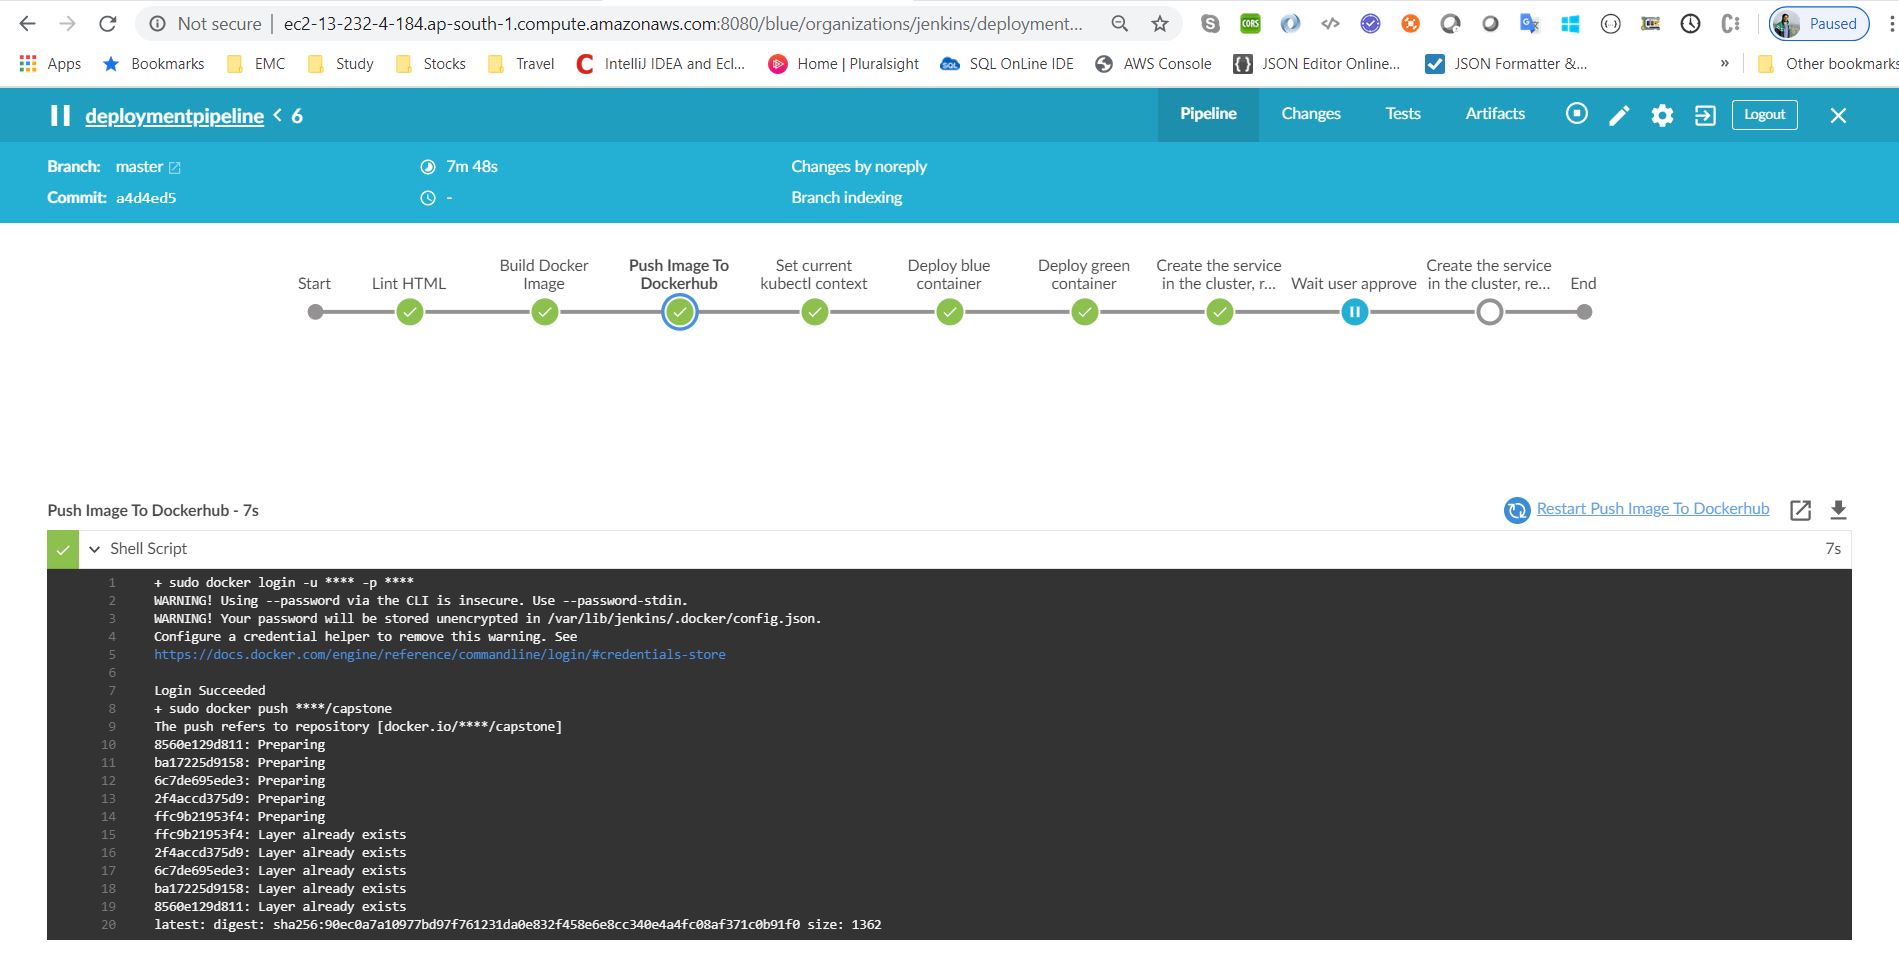 Not secure | ec2-13-232-4-184.ap-south-1.compute.amazonaws.com:8080/blue/organizations/jenkins/deployment...
Paused
Apps Bookmarks EMC Study Stocks Travel IntelliJ IDEA and Ecl... Home | Pluralsight SQL OnLine IDE AWS Console JSON Editor Online... JSON Formatter &... » Other bookmarks
deploymentpipeline < 6
Pipeline Changes Tests Artifacts Logout
Branch: master 7m 48s Changes by noreply
Commit: a4d4ed5 - Branch indexing
Start
Lint HTML
Build Docker
Image
Push Image To
Dockerhub
Set current
kubectl context
Deploy blue
container
Deploy green
container
Create the service
in the cluster, r...
Wait user approve
Create the service
in the cluster, re...
End
Push Image To Dockerhub - 7s
Restart Push Image To Dockerhub
Shell Script 7s
1 + sudo docker login -u **** -p ****
2 WARNING! Using --password via the CLI is insecure. Use --password-stdin.
3 WARNING! Your password will be stored unencrypted in /var/lib/jenkins/.docker/config.json.
4 Configure a credential helper to remove this warning. See
5 https://docs.docker.com/engine/reference/commandline/login/#credentials-store
6
7 Login Succeeded
8 + sudo docker push ****/capstone
9 The push refers to repository [docker.io/****/capstone]
10 8560e129d811: Preparing
11 ba17225d9158: Preparing
12 6c7de695ede3: Preparing
13 2f4accd375d9: Preparing
14 ffc9b21953f4: Preparing
15 ffc9b21953f4: Layer already exists
16 2f4accd375d9: Layer already exists
17 6c7de695ede3: Layer already exists
18 ba17225d9158: Layer already exists
19 8560e129d811: Layer already exists
20 latest: digest: sha256:90ec0a7a10977bd97f761231da0e832f458e6e8cc340e4a4fc08af371c0b91f0 size: 1362